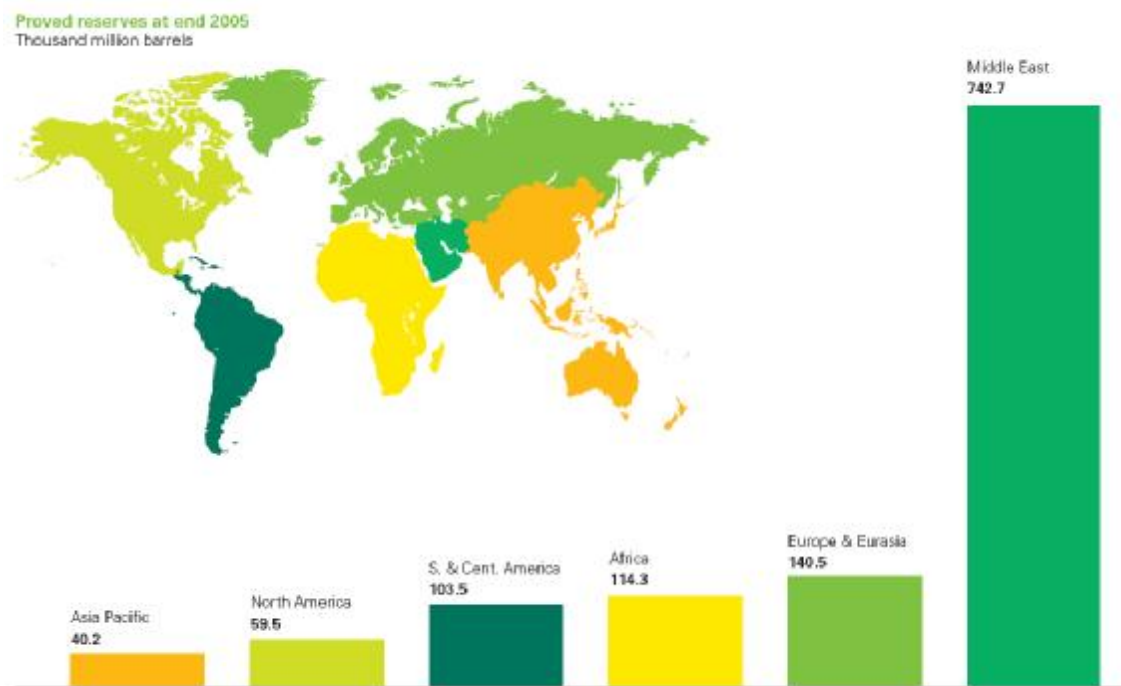 Proved reserves at end 2005
Thousand million barrels
Middle East
742.7
Europe & Eurasia
140.5
Africa
114.3
S. & Cent. America
103.5
North America
59.5
Asia Pacific
40.2